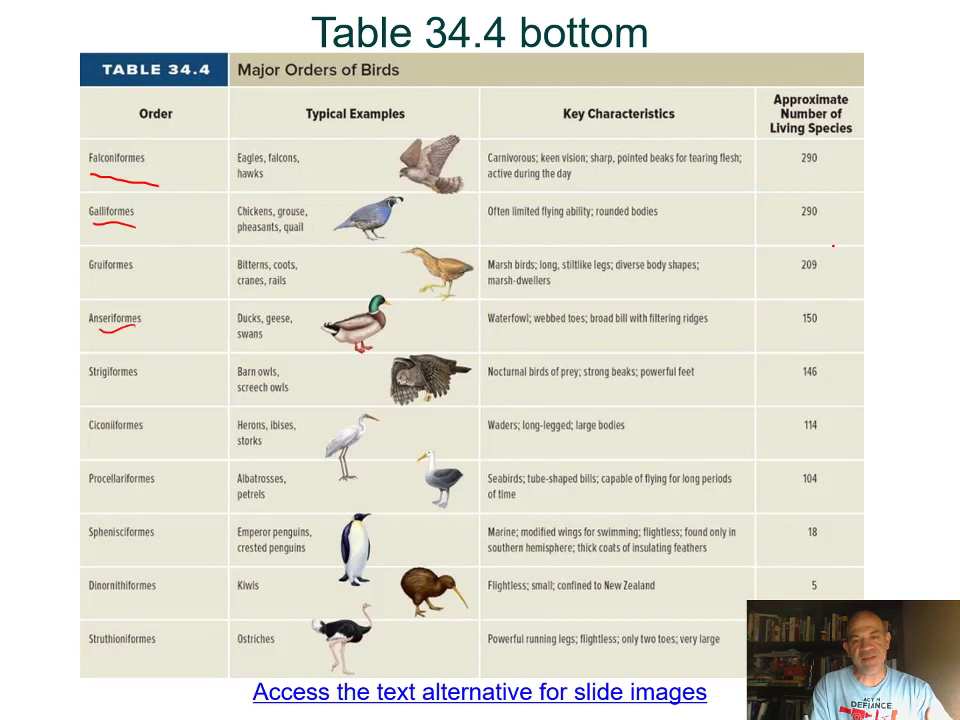 Table 34.4 bottom
TABLE 34.4 Major Orders of Birds
Order Typical Examples Key Characteristics Approximate
Number of
Living Species
Falconiformes Eagles, falcons, Carnivorous; keen vision; sharp, pointed beaks for tearing flesh; 290
hawks active during the day
Galliformes Chickens, grouse, Often limited flying ability; rounded bodies 290
pheasants, quail
Gruiformes Bitterns, coots, Marsh birds; long, stiltlike legs; diverse body shapes; 209
cranes, rails marsh-dwellers
Anseriformes Ducks, geese, Waterfowl; webbed toes; broad bill with filtering ridges 150
swans
Strigiformes Barn owls, Nocturnal birds of prey; strong beaks; powerful feet 146
screech owls
Ciconiiformes Herons, ibises, Waders; long-legged; large bodies 114
storks
Procellariiformes Albatrosses, Seabirds; tube-shaped bills; capable of flying for long periods 104
petrels of time
Sphenisciformes Emperor penguins, Marine; modified wings for swimming; flightless; found only in 18
crested penguins southern hemisphere; thick coats of insulating feathers
Dinornithiformes Kiwis Flightless; small; confined to New Zealand 5
Struthioniformes Ostriches Powerful running legs; flightless; only two toes; very large
Access the text alternative for slide images
DEFIANCE